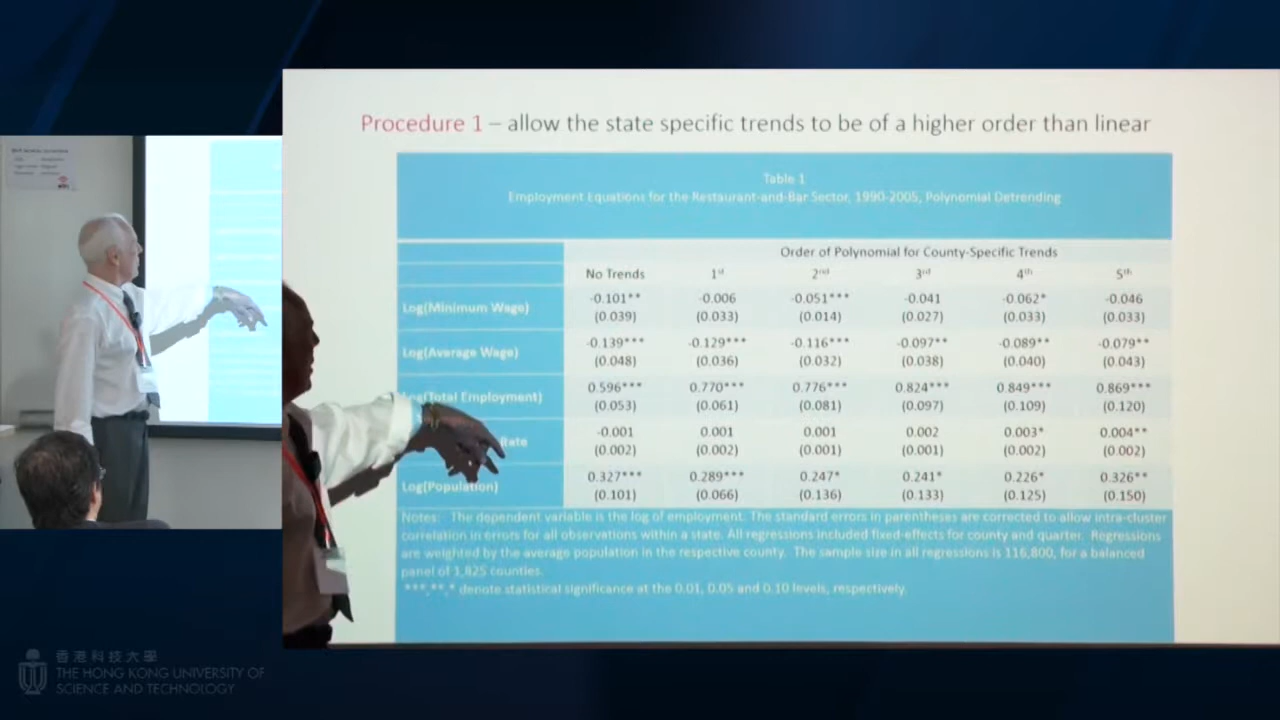 Procedure 1 – allow the state specific trends to be of a higher order than linear
Table 1
Employment Equations for the Restaurant-and-Bar Sector, 1990-2005, Polynomial Detrending
Order of Polynomial for County-Specific Trends
No Trends 1st 2nd 3rd 4th 5th
Log(Minimum Wage) -0.101** -0.006 -0.051*** -0.041 -0.062* -0.046
(0.039) (0.033) (0.014) (0.027) (0.033) (0.033)
Log(Average Wage) -0.139*** -0.129*** -0.116*** -0.097** -0.089** -0.079**
(0.048) (0.036) (0.032) (0.038) (0.040) (0.043)
Log(Total Employment) 0.596*** 0.770*** 0.776*** 0.824*** 0.849*** 0.869***
(0.053) (0.061) (0.081) (0.097) (0.109) (0.120)
Rate -0.001 0.001 0.001 0.002 0.003* 0.004**
(0.002) (0.002) (0.001) (0.001) (0.002) (0.002)
Log(Population) 0.327*** 0.289*** 0.247* 0.241* 0.226* 0.326**
(0.101) (0.066) (0.136) (0.133) (0.125) (0.150)
Notes: The dependent variable is the log of employment. The standard errors in parentheses are corrected to allow intra-cluster
correlation in errors for all observations within a state. All regressions included fixed-effects for county and quarter. Regressions
are weighted by the average population in the respective county. The sample size in all regressions is 116,800, for a balanced
panel of 1,825 counties.
***,**,* denote statistical significance at the 0.01, 0.05 and 0.10 levels, respectively.
香港科技大學
THE HONG KONG UNIVERSITY OF
SCIENCE AND TECHNOLOGY